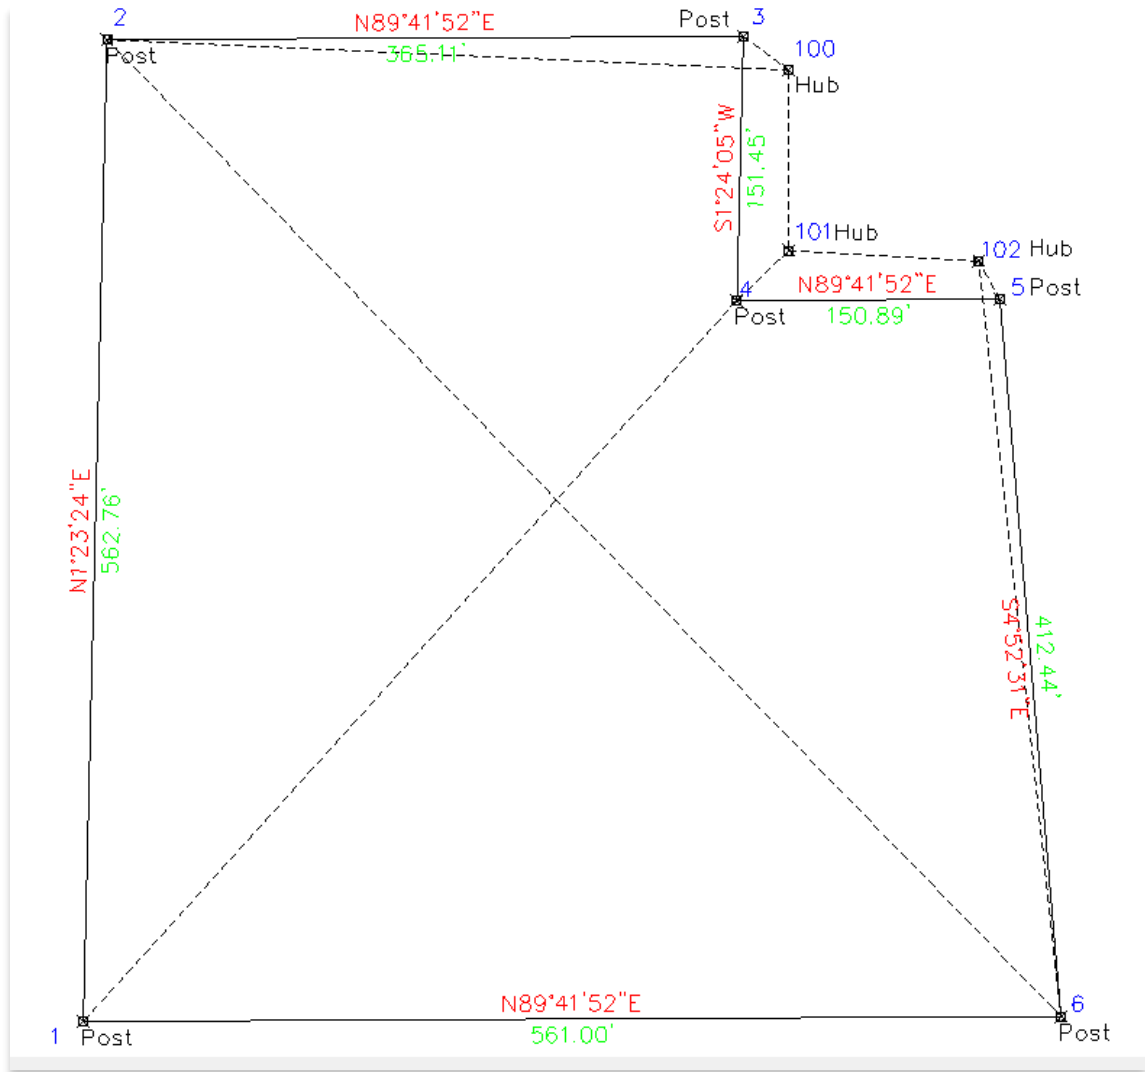 2
N89°41'52"E
Post
3
Post
365.11'
100
Hub
S1°24'05"W
151.45'
101
Hub
102
Hub
4
N89°41'52"E
5
Post
Post
150.89'
N1°23'24"E
562.76'
S4°52'31"E
412.44'
N89°41'52"E
6
1
Post
561.00'
Post